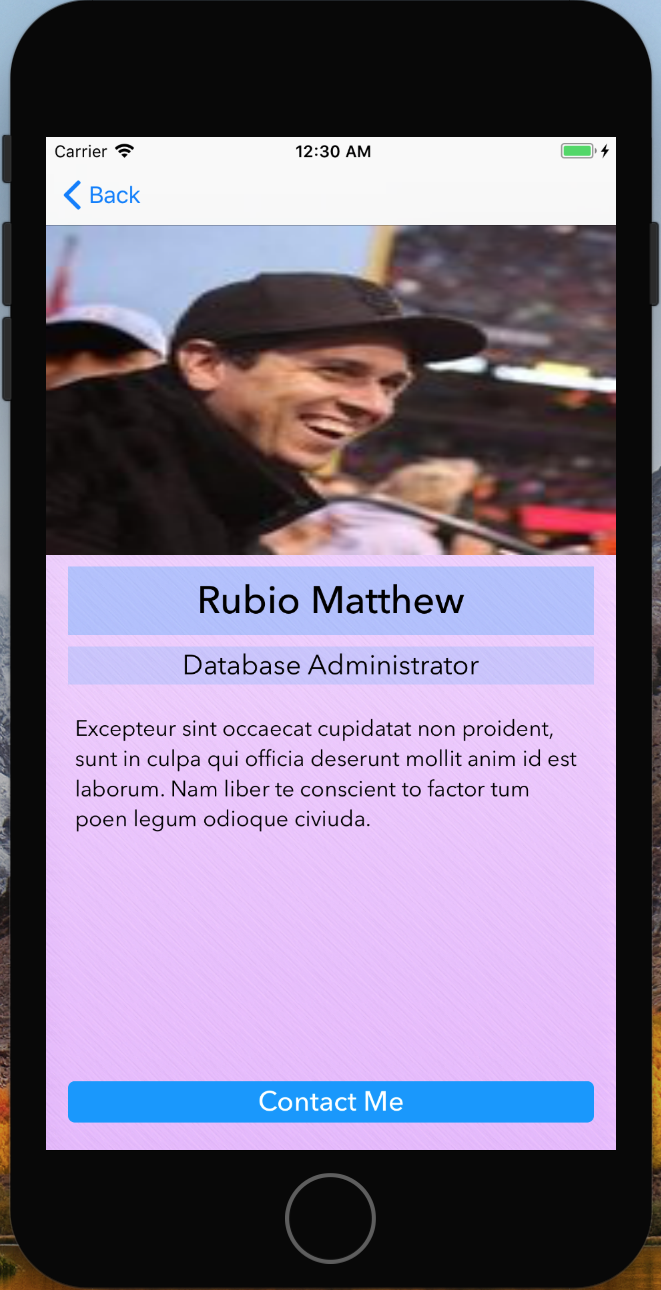 Carrier 12:30 AM
Back
Rubio Matthew
Database Administrator
Excepteur sint occaecat cupidatat non proident,
sunt in culpa qui officia deserunt mollit anim id est
laborum. Nam liber te conscient to factor tum
poen legum odioque civiuda.
Contact Me